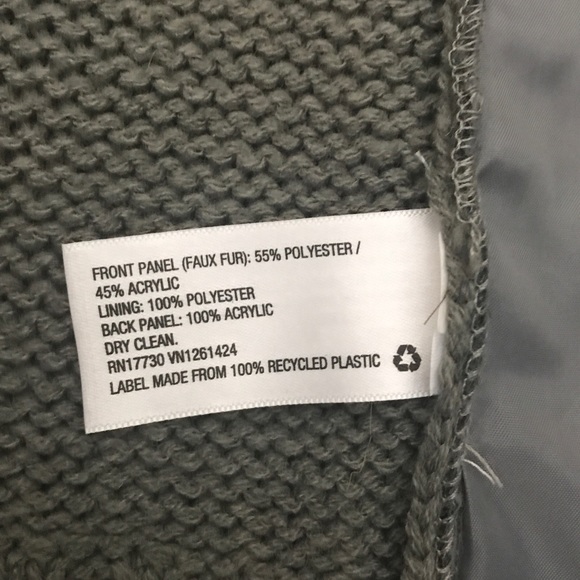 FRONT PANEL (FAUX FUR): 55% POLYESTER /
45% ACRYLIC
LINING: 100% POLYESTER
BACK PANEL: 100% ACRYLIC
DRY CLEAN.
RN17730 VN1261424
LABEL MADE FROM 100% RECYCLED PLASTIC